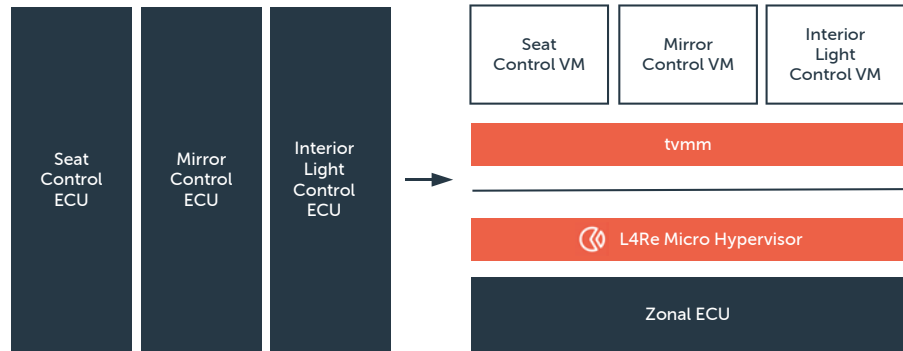 Seat
Control
ECU
Mirror
Control
ECU
Interior
Light
Control
ECU
Seat
Control VM
Mirror
Control VM
Interior
Light
Control VM
tvmm
L4Re Micro Hypervisor
Zonal ECU